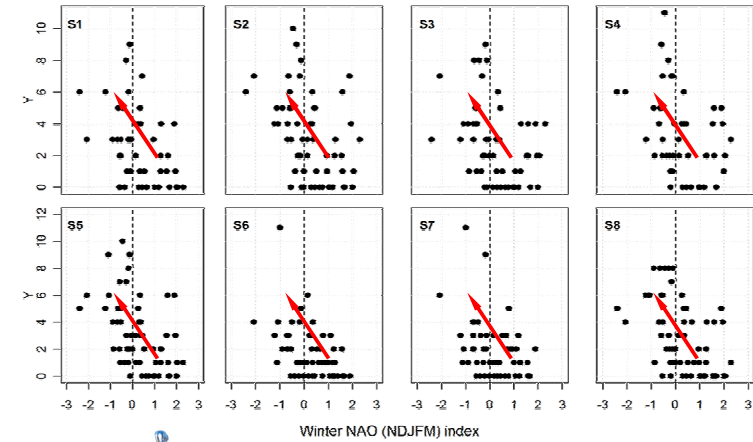 S1 S2 S3 S4
Y
0 2 4 6 8 10
S5 S6 S7 S8
Y
0 2 4 6 8 10 12
-3 -2 -1 0 1 2 3 -3 -2 -1 0 1 2 3 -3 -2 -1 0 1 2 3 -3 -2 -1 0 1 2 3
Winter NAO (NDJFM) index